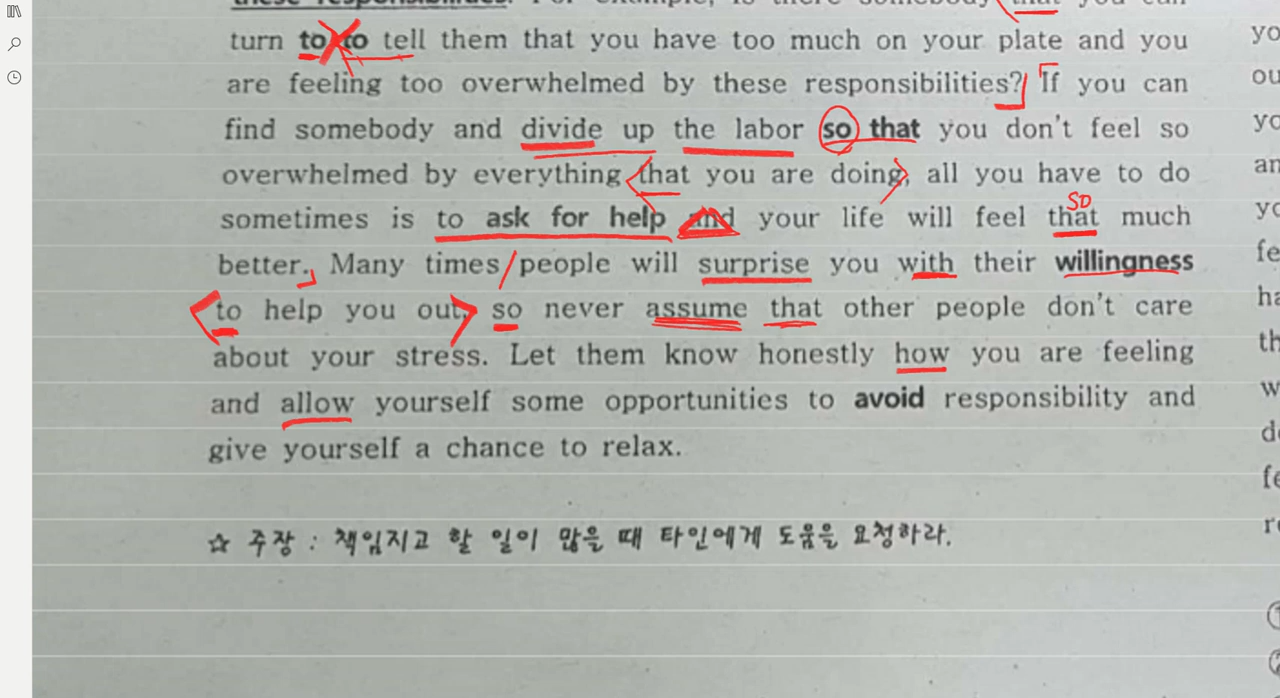 turn to to tell them that you have too much on your plate and you
are feeling too overwhelmed by these responsibilities? If you can
find somebody and divide up the labor so that you don't feel so
overwhelmed by everything that you are doing, all you have to do
SO
sometimes is to ask for help and your life will feel that much
better. Many times people will surprise you with their willingness
to help you out, so never assume that other people don't care
about your stress. Let them know honestly how you are feeling
and allow yourself some opportunities to avoid responsibility and
give yourself a chance to relax.
☆ 주장 : 책임지고 할 일이 많을 때 타인에게 도움을 요청하라.